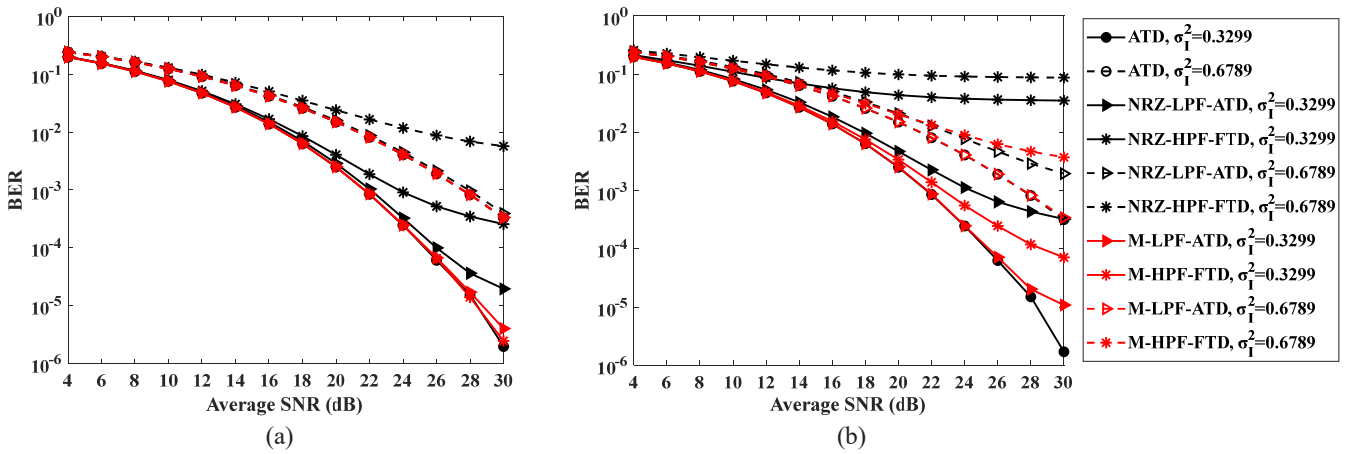 10^0
10^-1
10^-2
10^-3
10^-4
10^-5
10^-6
BER
4 6 8 10 12 14 16 18 20 22 24 26 28 30
Average SNR (dB)
(a)
10^0
10^-1
10^-2
10^-3
10^-4
10^-5
10^-6
BER
4 6 8 10 12 14 16 18 20 22 24 26 28 30
Average SNR (dB)
(b)
ATD, σ_I^2=0.3299
ATD, σ_I^2=0.6789
NRZ-LPF-ATD, σ_I^2=0.3299
NRZ-HPF-FTD, σ_I^2=0.3299
NRZ-LPF-ATD, σ_I^2=0.6789
NRZ-HPF-FTD, σ_I^2=0.6789
M-LPF-ATD, σ_I^2=0.3299
M-HPF-FTD, σ_I^2=0.3299
M-LPF-ATD, σ_I^2=0.6789
M-HPF-FTD, σ_I^2=0.6789